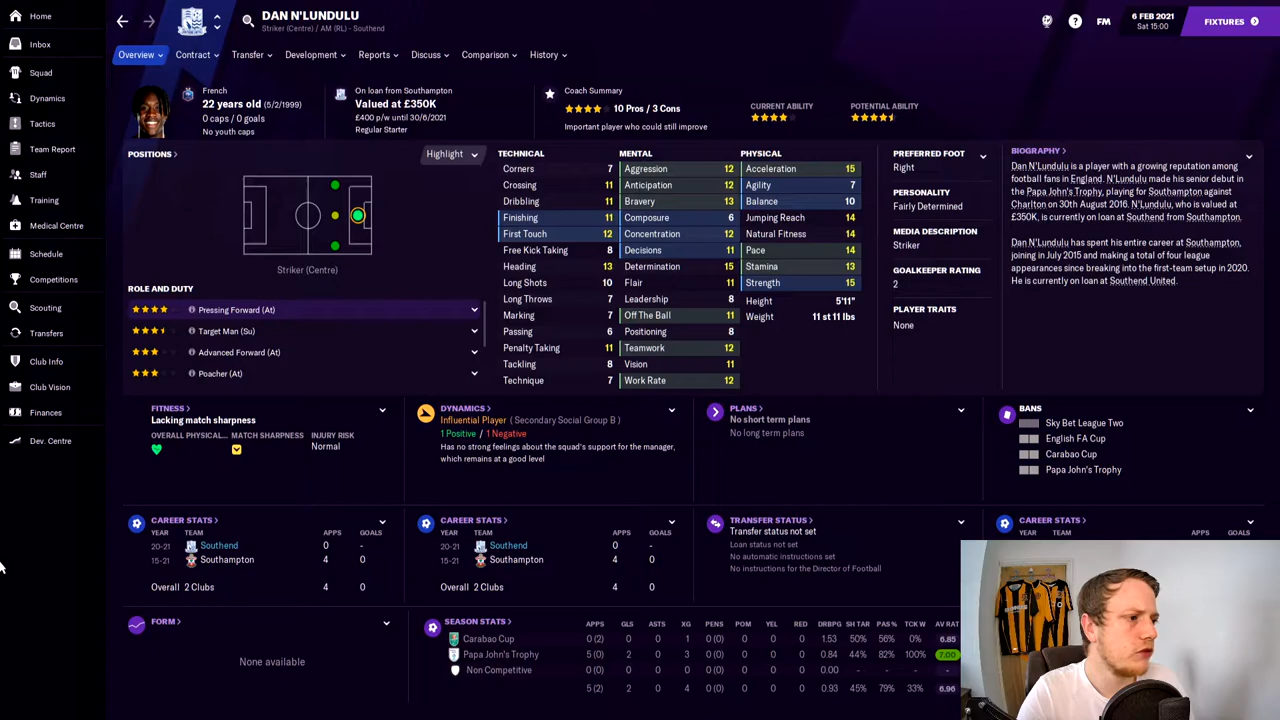 Home
Inbox
Squad
Dynamics
Tactics
Team Report
Staff
Training
Medical Centre
Schedule
Competitions
Scouting
Transfers
Club Info
Club Vision
Finances
Dev. Centre
DAN N'LUNDULU
Striker (Centre) / AM (RL) - Southend
? FM 6 FEB 2021 Sat 15:00 FIXTURES
Overview Contract Transfer Development Reports Discuss Comparison History
French
22 years old (5/2/1999)
0 caps / 0 goals
No youth caps
On loan from Southampton
Valued at £350K
£400 p/w until 30/6/2021
Regular Starter
Coach Summary
10 Pros / 3 Cons
Important player who could still improve
CURRENT ABILITY
POTENTIAL ABILITY
POSITIONS
Highlight
Striker (Centre)
ROLE AND DUTY
Pressing Forward (At)
Target Man (Su)
Advanced Forward (At)
Poacher (At)
TECHNICAL
Corners 7
Crossing 11
Dribbling 11
Finishing 11
First Touch 12
Free Kick Taking 8
Heading 13
Long Shots 10
Long Throws 7
Marking 7
Passing 6
Penalty Taking 11
Tackling 8
Technique 7
MENTAL
Aggression 12
Anticipation 12
Bravery 13
Composure 6
Concentration 12
Decisions 11
Determination 15
Flair 11
Leadership 8
Off The Ball 11
Positioning 8
Teamwork 12
Vision 11
Work Rate 12
PHYSICAL
Acceleration 15
Agility 7
Balance 10
Jumping Reach 14
Natural Fitness 14
Pace 14
Stamina 13
Strength 15
Height 5'11"
Weight 11 st 11 lbs
PREFERRED FOOT
Right
PERSONALITY
Fairly Determined
MEDIA DESCRIPTION
Striker
GOALKEEPER RATING
2
PLAYER TRAITS
None
BIOGRAPHY
Dan N'Lundulu is a player with a growing reputation among
football fans in England. N'Lundulu made his senior debut in
the Papa John's Trophy, playing for Southampton against
Charlton on 30th August 2016. N'Lundulu, who is valued at
£350K, is currently on loan at Southend from Southampton.
Dan N'Lundulu has spent his entire career at Southampton,
joining in July 2015 and making a total of four league
appearances since breaking into the first-team setup in 2020.
He is currently on loan at Southend United.
FITNESS
Lacking match sharpness
OVERALL PHYSICAL... MATCH SHARPNESS INJURY RISK
Normal
DYNAMICS
Influential Player ( Secondary Social Group B )
1 Positive / 1 Negative
Has no strong feelings about the squad's support for the manager,
which remains at a good level
PLANS
No short term plans
No long term plans
BANS
Sky Bet League Two
English FA Cup
Carabao Cup
Papa John's Trophy
CAREER STATS
YEAR TEAM APPS GOALS
20-21 Southend 0 -
15-21 Southampton 4 0
Overall 2 Clubs 4 0
CAREER STATS
YEAR TEAM APPS GOALS
20-21 Southend 0 -
15-21 Southampton 4 0
Overall 2 Clubs 4 0
TRANSFER STATUS
Transfer status not set
Loan status not set
No automatic instructions set
No instructions for the Director of Football
CAREER STATS
YEAR TEAM APPS GOALS
FORM
None available
SEASON STATS APPS GLS ASTS XG PENS POM YEL RED DRBPG SH TAR PAS % TCK W AV RAT
Carabao Cup 0 (2) 0 0 1 0 (0) 0 0 0 1.53 50% 56% 0% 6.85
Papa John's Trophy 5 (0) 2 0 3 0 (0) 0 0 0 0.84 44% 82% 100% 7.00
Non Competitive 0 (0) 0 0 0 0 (0) 0 0 0 0.00 - - - -
5 (2) 2 0 4 0 (0) 0 0 0 0.93 45% 79% 33% 6.96